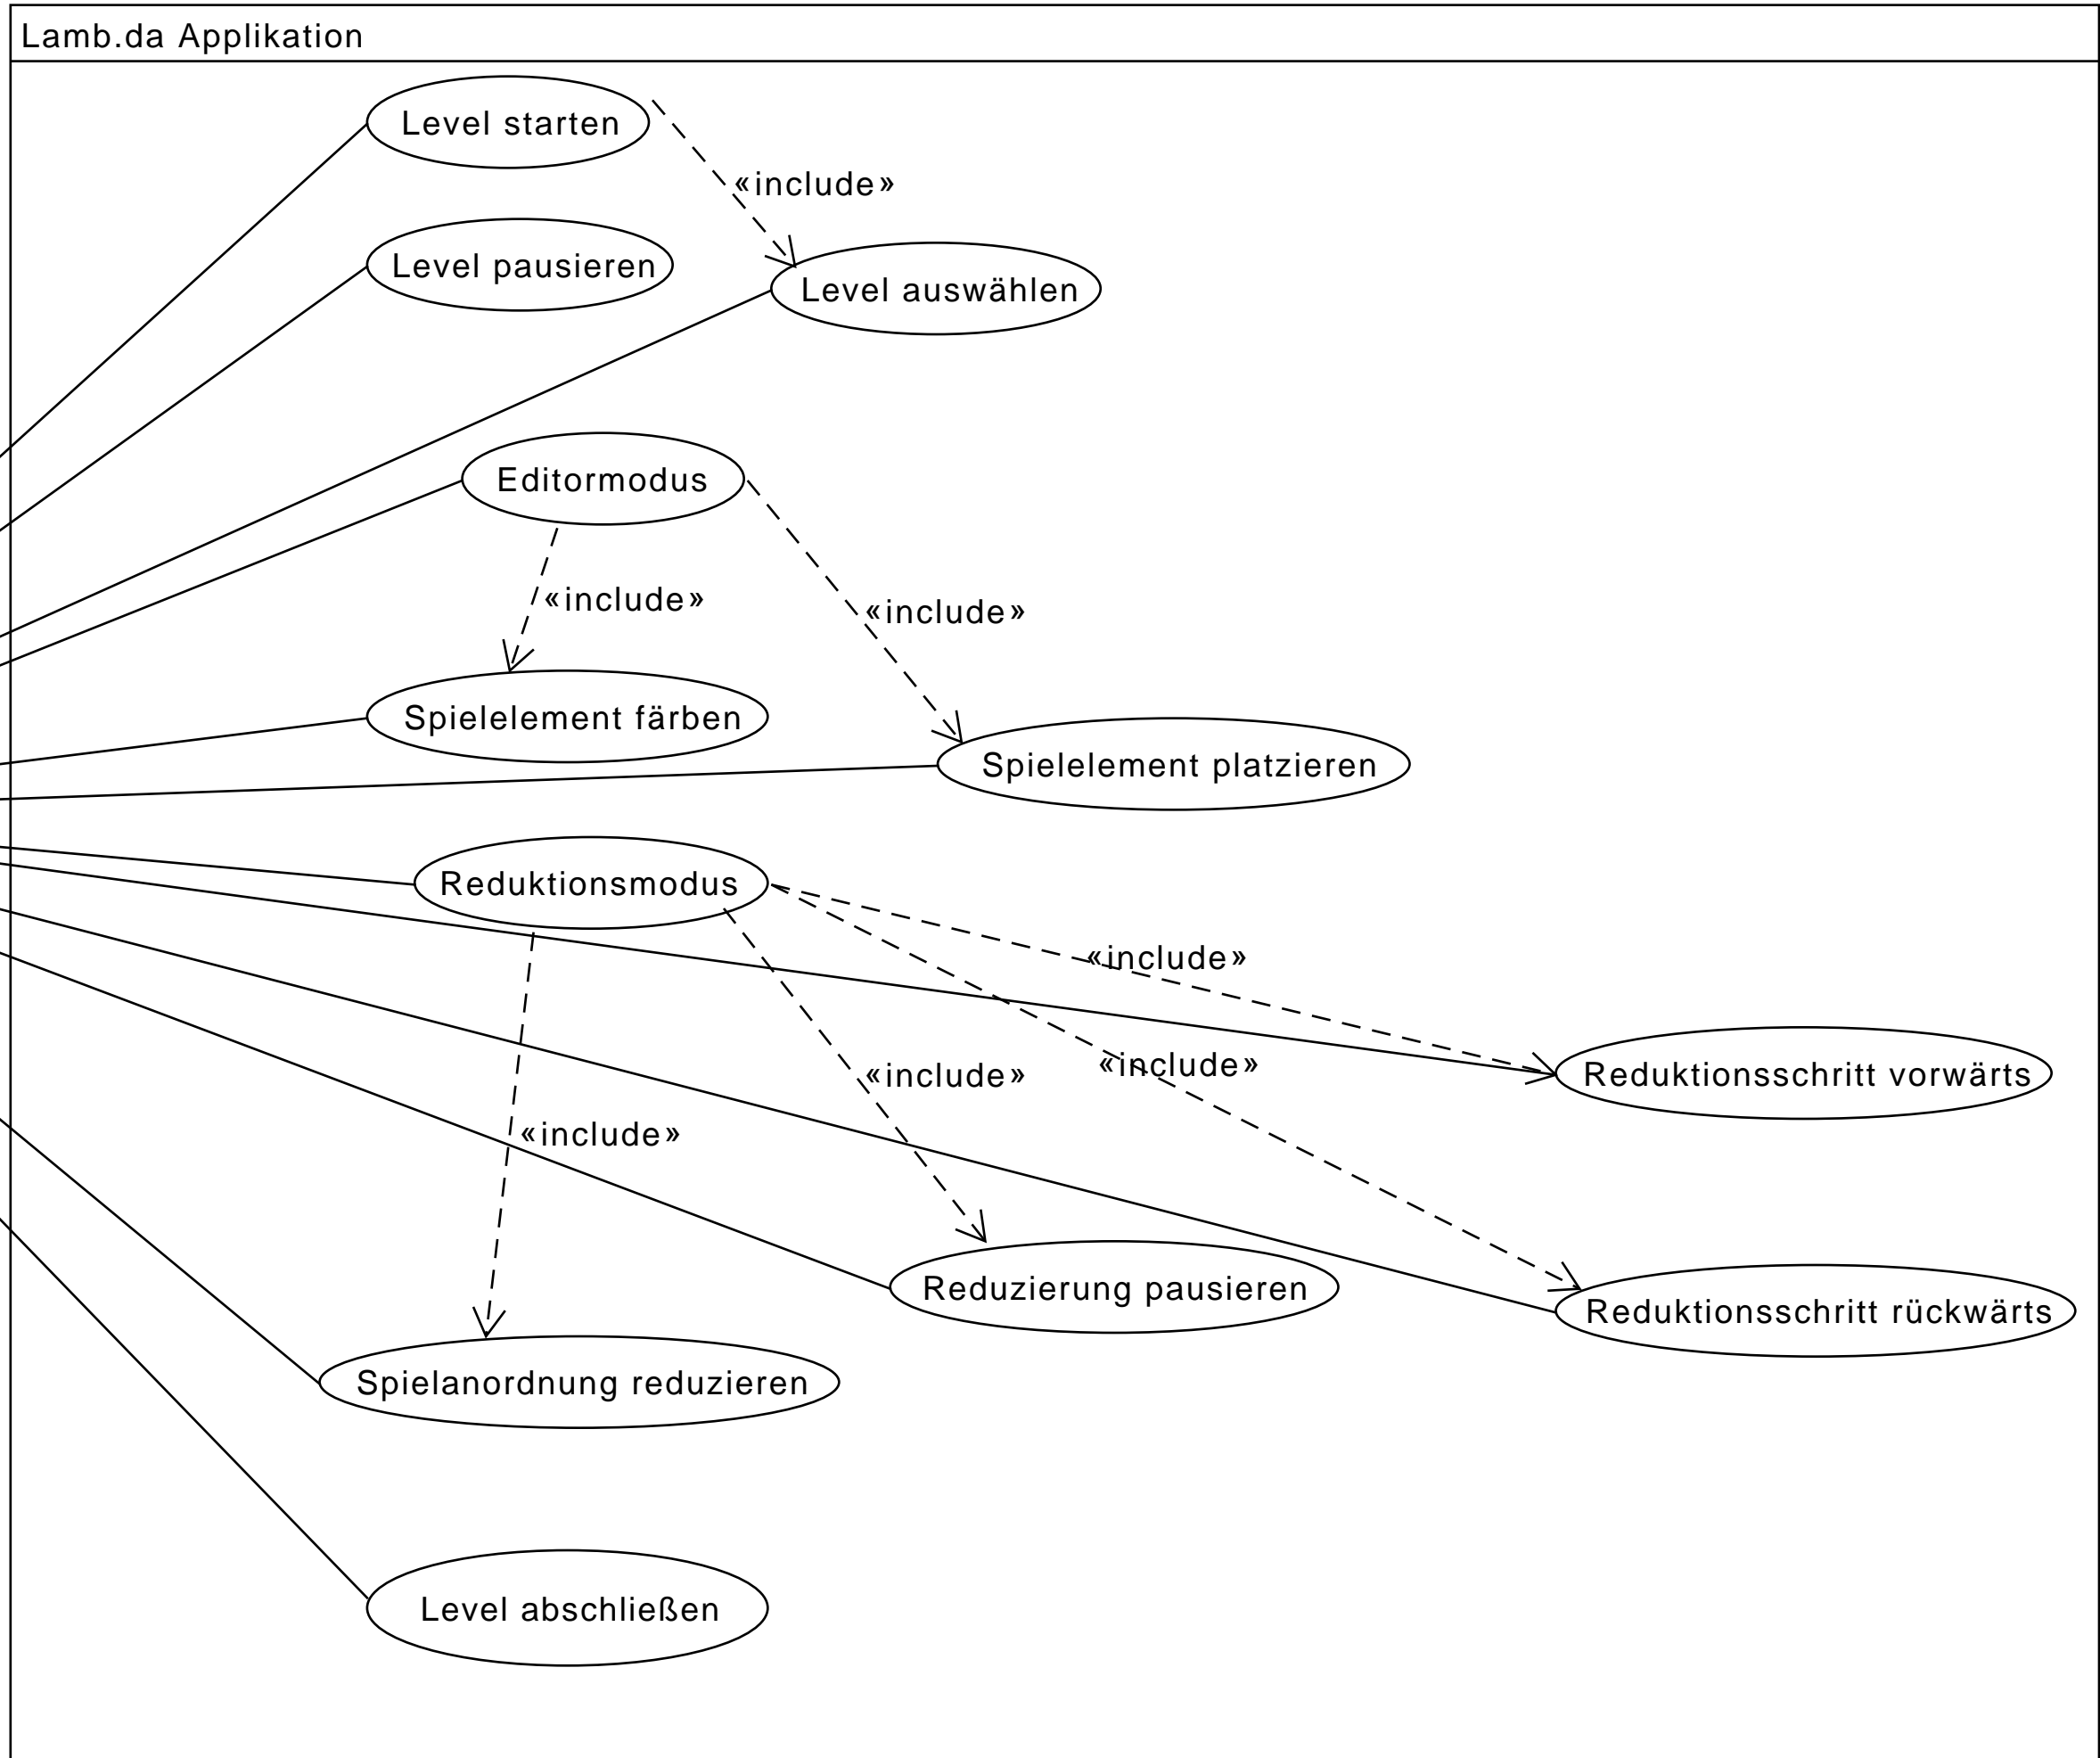 Lamb.da Applikation
Level starten
«include»
Level pausieren
Level auswählen
Editormodus
«include»
«include»
Spielelement färben
Spielelement platzieren
Reduktionsmodus
«include»
«include»
«include»
Reduktionsschritt vorwärts
«include»
Reduzierung pausieren
Reduktionsschritt rückwärts
Spielanordnung reduzieren
Level abschließen